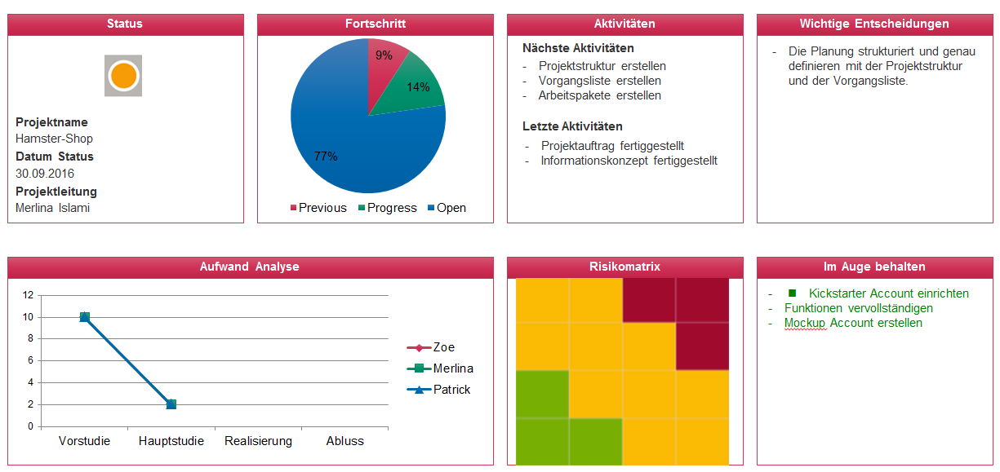 Status
Projektname
Hamster-Shop
Datum Status
30.09.2016
Projektleitung
Merlina Islami
Fortschritt
9%
14%
77%
Previous Progress Open
Aktivitäten
Nächste Aktivitäten
- Projektstruktur erstellen
- Vorgangsliste erstellen
- Arbeitspakete erstellen
Letzte Aktivitäten
- Projektauftrag fertiggestellt
- Informationskonzept fertiggestellt
Wichtige Entscheidungen
- Die Planung strukturiert und genau
definieren mit der Projektstruktur
und der Vorgangsliste.
Aufwand Analyse
12
10
8
6
4
2
0
Vorstudie Hauptstudie Realisierung Abluss
Zoe
Merlina
Patrick
Risikomatrix
Im Auge behalten
- ■ Kickstarter Account einrichten
- Funktionen vervollständigen
- Mockup Account erstellen